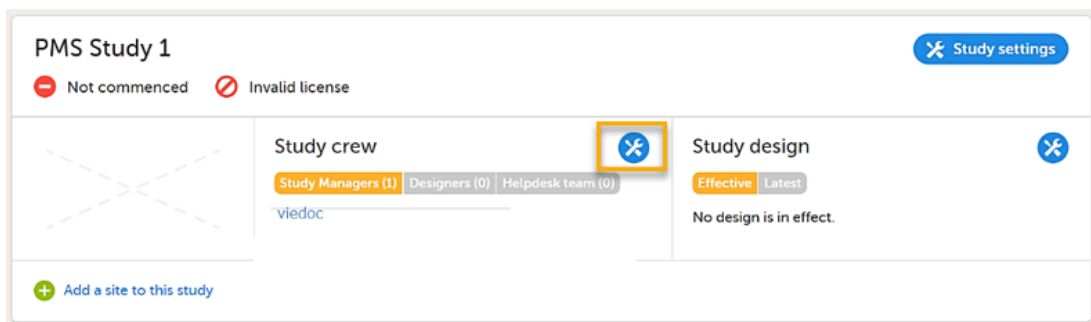 PMS Study 1
Study settings
Not commenced Invalid license
Study crew
Study Managers (1) Designers (0) Helpdesk team (0)
viedoc
Study design
Effective Latest
No design is in effect.
Add a site to this study